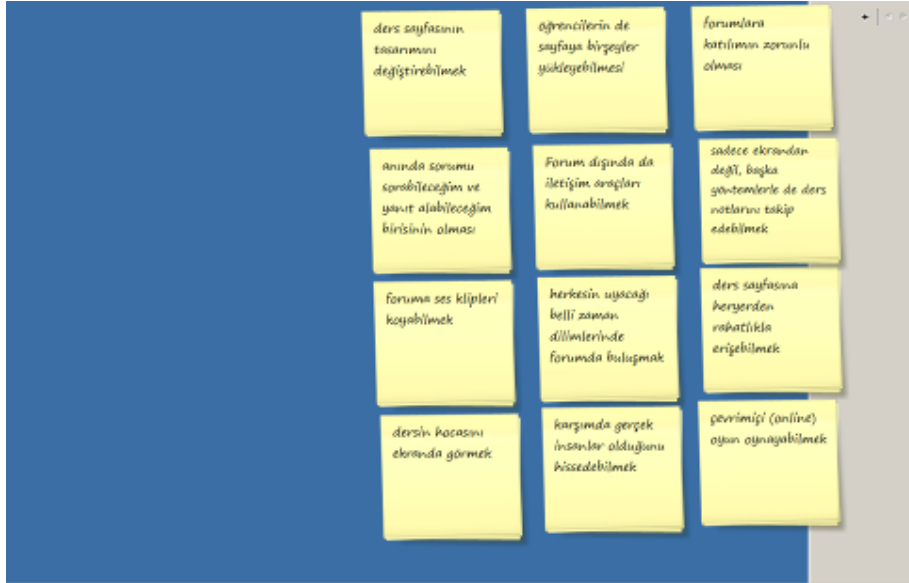 ders sayfasının
tasarımını
değiştirebilmek
öğrencilerin de
sayfaya birşeyler
yükleyebilmesi
forumlara
katılımın zorunlu
olması
anında sorumu
sorabileceğim ve
yanıt alabileceğim
birisinin olması
Forum dışında da
iletişim araçları
kullanabilmek
sadece ekrandan
değil, başka
yöntemlerle de ders
notlarını takip
edebilmek
foruma ses klipleri
koyabilmek
herkesin uyacağı
belli zaman
dilimlerinde
forumda buluşmak
ders sayfasına
heryerden
rahatlıkla
erişebilmek
dersin hocasını
ekranda görmek
karşımda gerçek
insanlar olduğunu
hissedebilmek
çevrimiçi (online)
oyun oynayabilmek